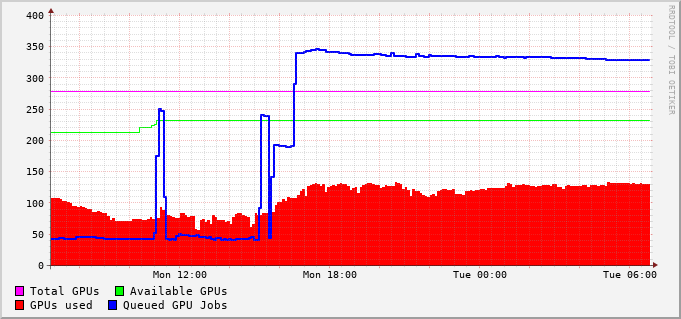 400
350
300
250
200
150
100
50
0
Mon 12:00 Mon 18:00 Tue 00:00 Tue 06:00
Total GPUs Available GPUs
GPUs used Queued GPU Jobs
RRDTOOL / TOBI OETIKER